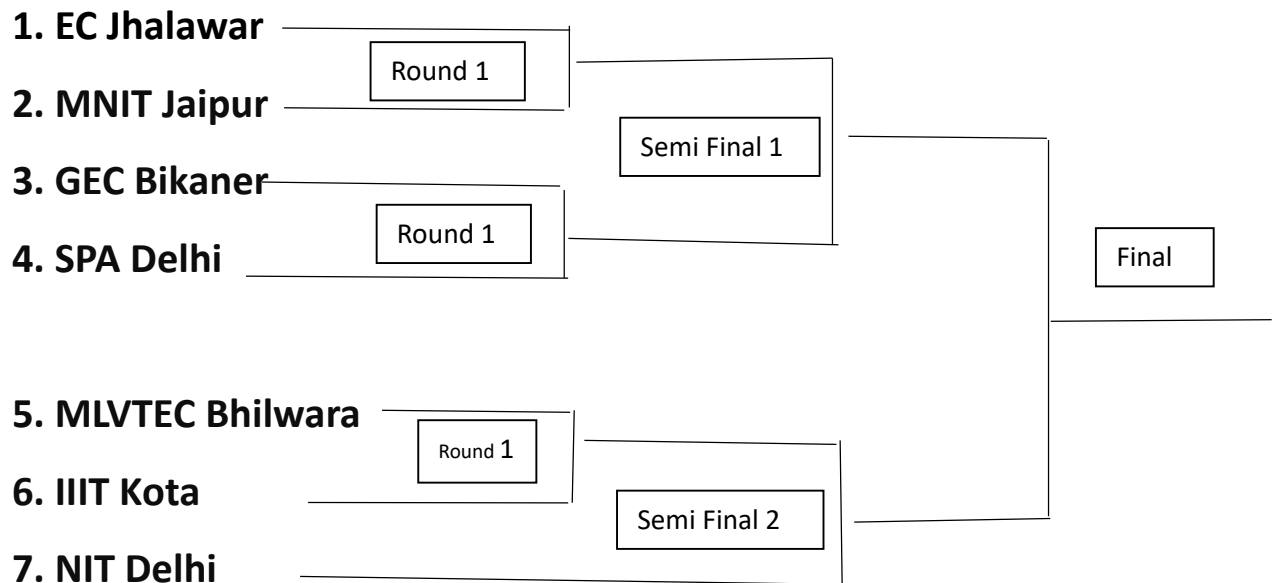 1. EC Jhalawar
Round 1
2. MNIT Jaipur
Semi Final 1
3. GEC Bikaner
Round 1
4. SPA Delhi
Final
5. MLVTEC Bhilwara
Round 1
6. IIIT Kota
Semi Final 2
7. NIT Delhi